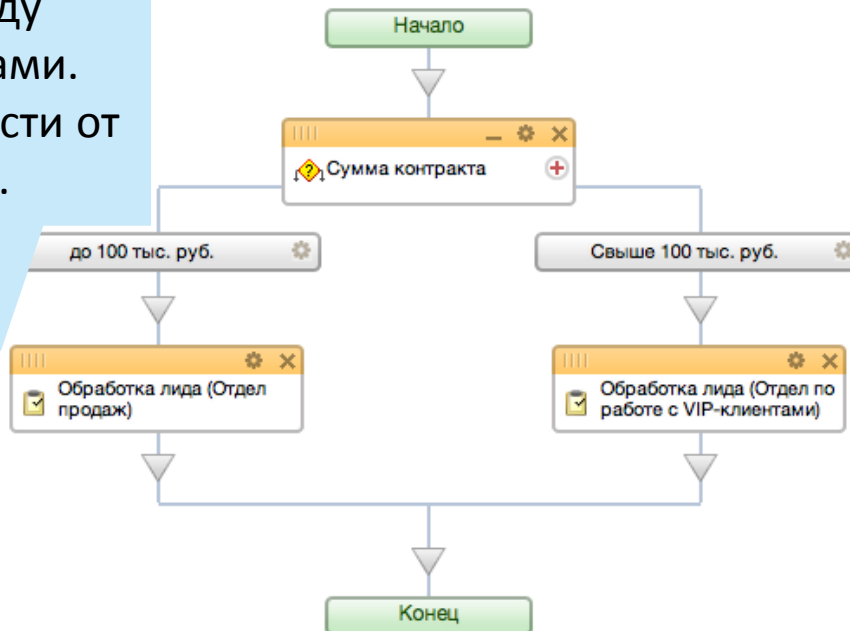 ами.
сти от
Начало
Сумма контракта
до 100 тыс. руб.
Свыше 100 тыс. руб.
Обработка лида (Отдел
продаж)
Обработка лида (Отдел по
работе с VIP-клиентами)
Конец